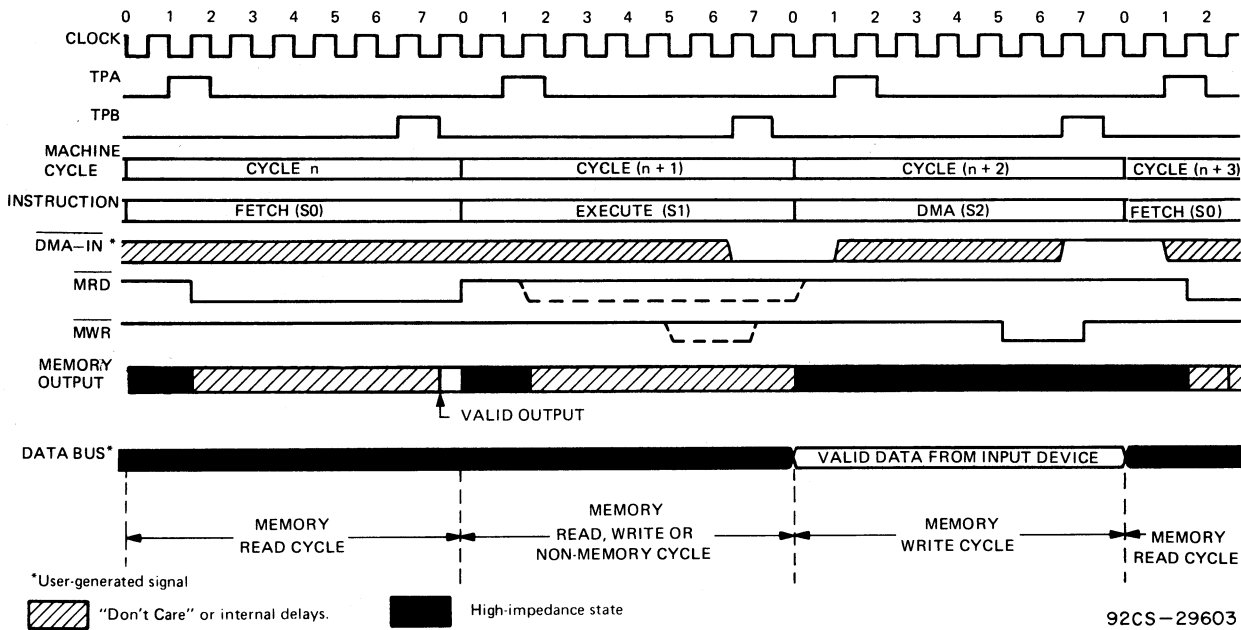 0 1 2 3 4 5 6 7 0 1 2 3 4 5 6 7 0 1 2 3 4 5 6 7 0 1 2
CLOCK
TPA
TPB
MACHINE
CYCLE
CYCLE n
CYCLE (n + 1)
CYCLE (n + 2)
CYCLE (n + 3)
INSTRUCTION
FETCH (S0)
EXECUTE (S1)
DMA (S2)
FETCH (S0)
DMA-IN *
MRD
MWR
MEMORY
OUTPUT
VALID OUTPUT
DATA BUS*
VALID DATA FROM INPUT DEVICE
MEMORY
READ CYCLE
MEMORY
READ, WRITE OR
NON-MEMORY CYCLE
MEMORY
WRITE CYCLE
MEMORY
READ CYCLE
*User-generated signal
"Don't Care" or internal delays.
High-impedance state
92CS-29603